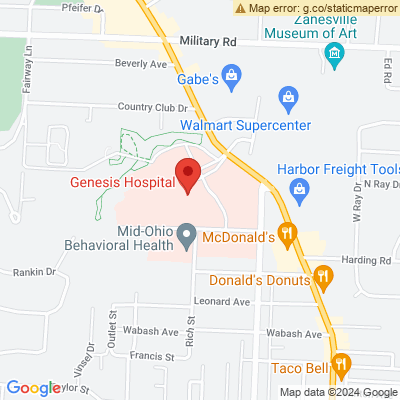 Map error: g.co/staticmaperror
Pfeifer Dr
Zanesville
Museum of Art
Military Rd
Fairway Ln
Beverly Ave
Gabe's
Ed Rd
Country Club Dr
Walmart Supercenter
Genesis Hospital
Harbor Freight Tools
N Ray Dr
W Ray Dr
Mid-Ohio
Behavioral Health
McDonald's
Harding Rd
Rankin Dr
Donald's Donuts
Leonard Ave
Outlet St
Rich St
Wabash Ave
Wabash Ave
Vinsel Dr
Francis St
Taco Bell
Google
Map data ©2024 Google